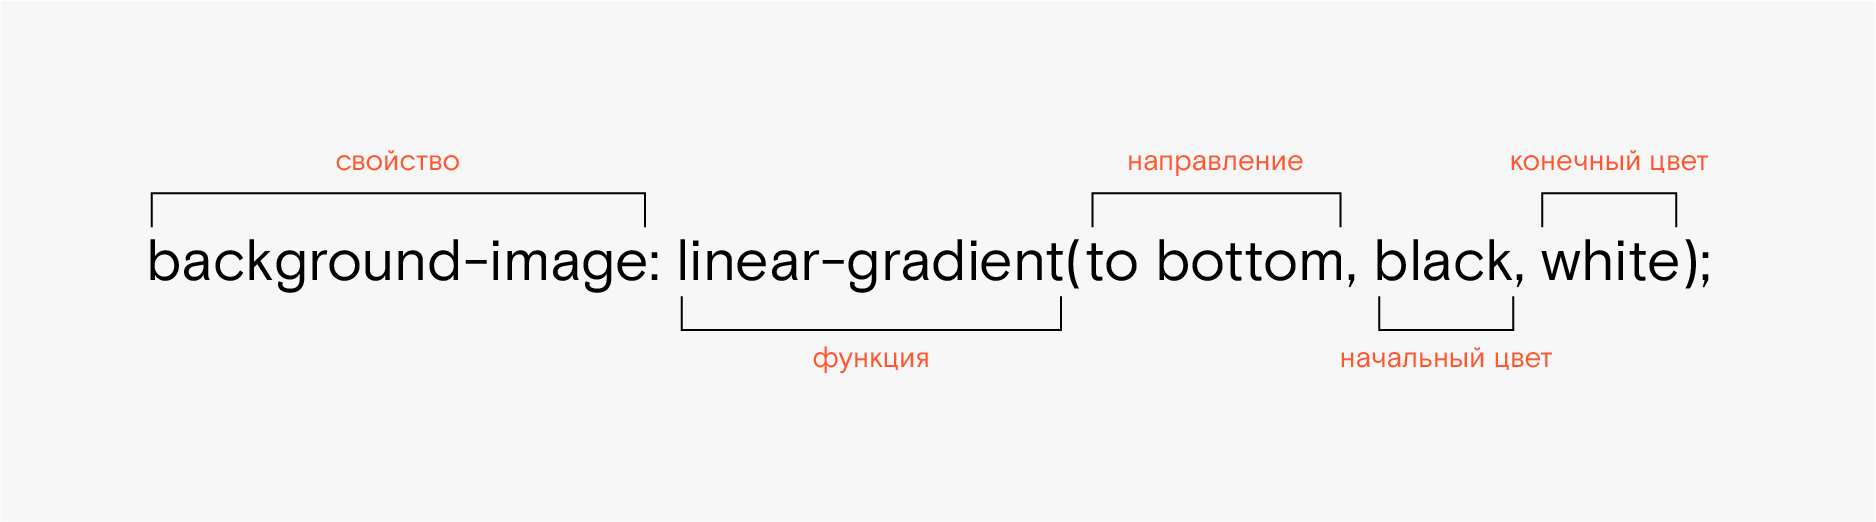 свойство направление конечный цвет
background-image: linear-gradient(to bottom, black, white);
функция начальный цвет